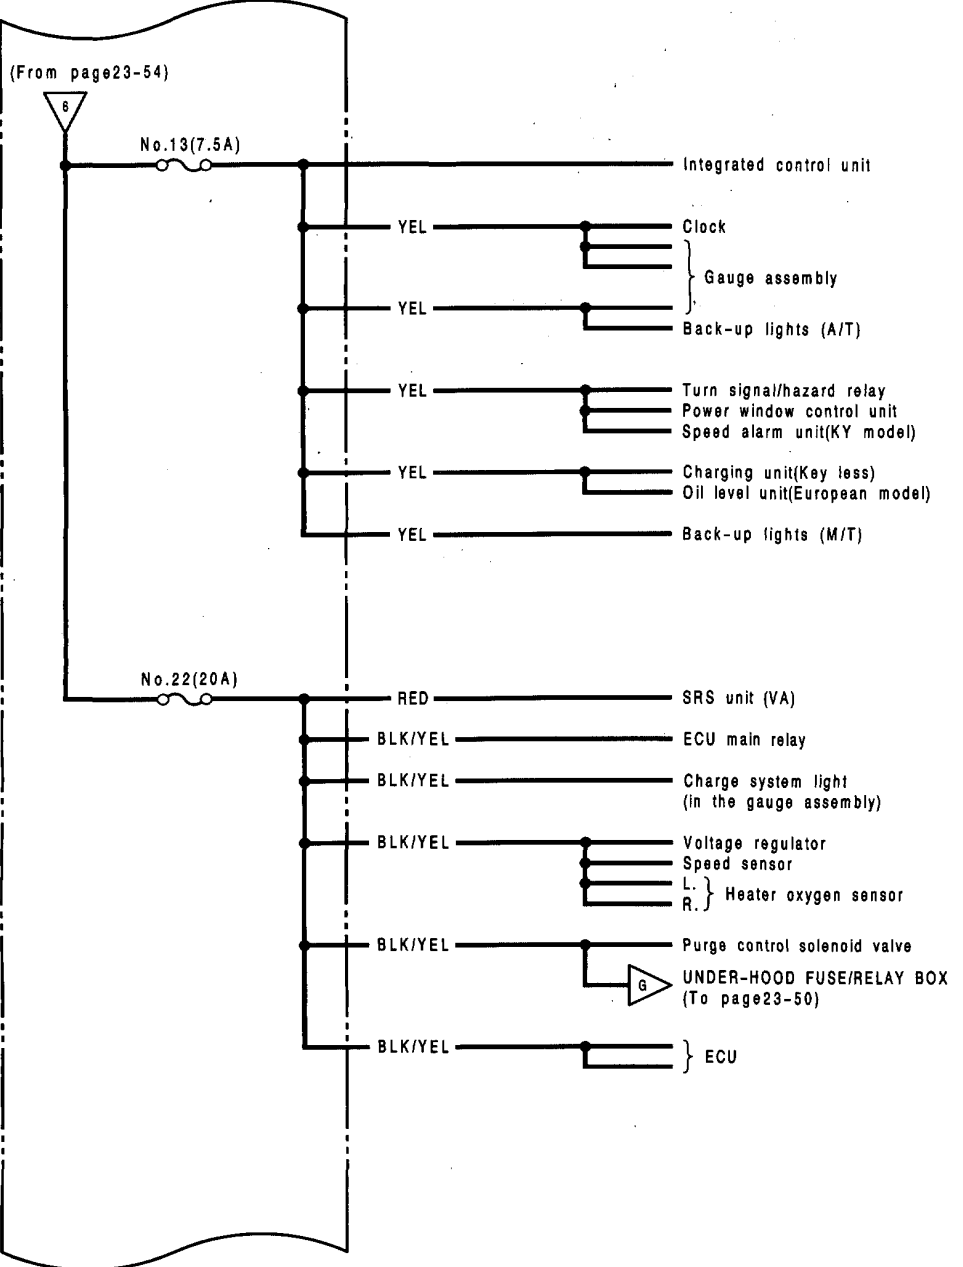 (From page23-54)
6
No.13(7.5A)
Integrated control unit
YEL
Clock
Gauge assembly
YEL
Back-up lights (A/T)
YEL
Turn signal/hazard relay
Power window control unit
Speed alarm unit(KY model)
YEL
Charging unit(Key less)
Oil level unit(European model)
YEL
Back-up lights (M/T)
No.22(20A)
RED
SRS unit (VA)
BLK/YEL
ECU main relay
BLK/YEL
Charge system light
(in the gauge assembly)
BLK/YEL
Voltage regulator
Speed sensor
L.
R.
Heater oxygen sensor
BLK/YEL
Purge control solenoid valve
G
UNDER-HOOD FUSE/RELAY BOX
(To page23-50)
BLK/YEL
ECU